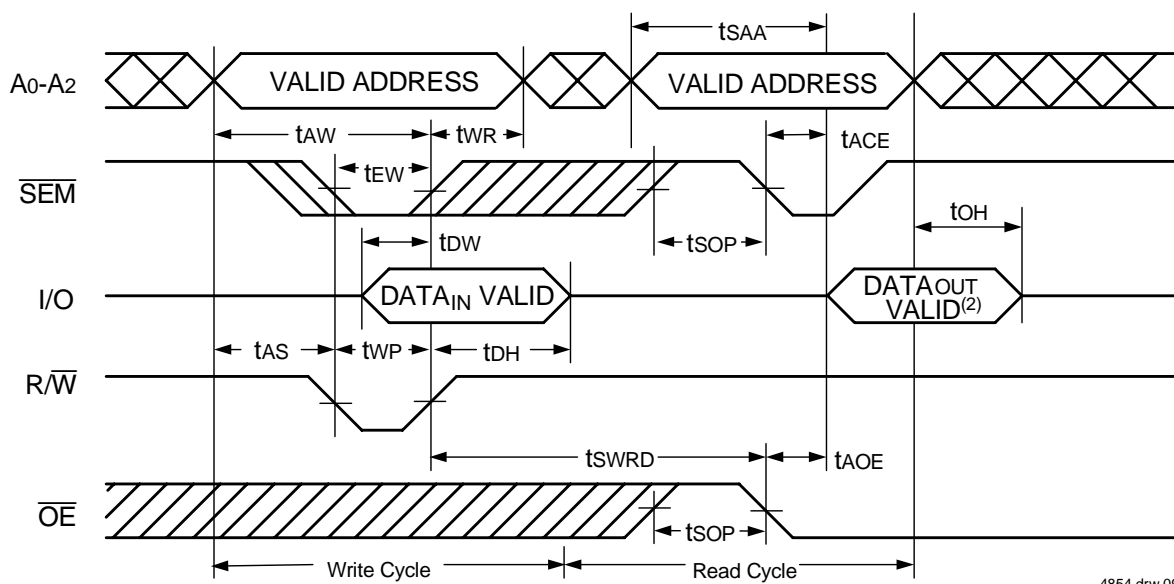 tSAA
A0-A2
VALID ADDRESS
VALID ADDRESS
tAW
tWR
tACE
tEW
SEM
tOH
tDW
tSOP
I/O
DATAIN VALID
DATAOUT
VALID(2)
tAS
tWP
tDH
R/W
tSWRD
tAOE
OE
tSOP
Write Cycle
Read Cycle